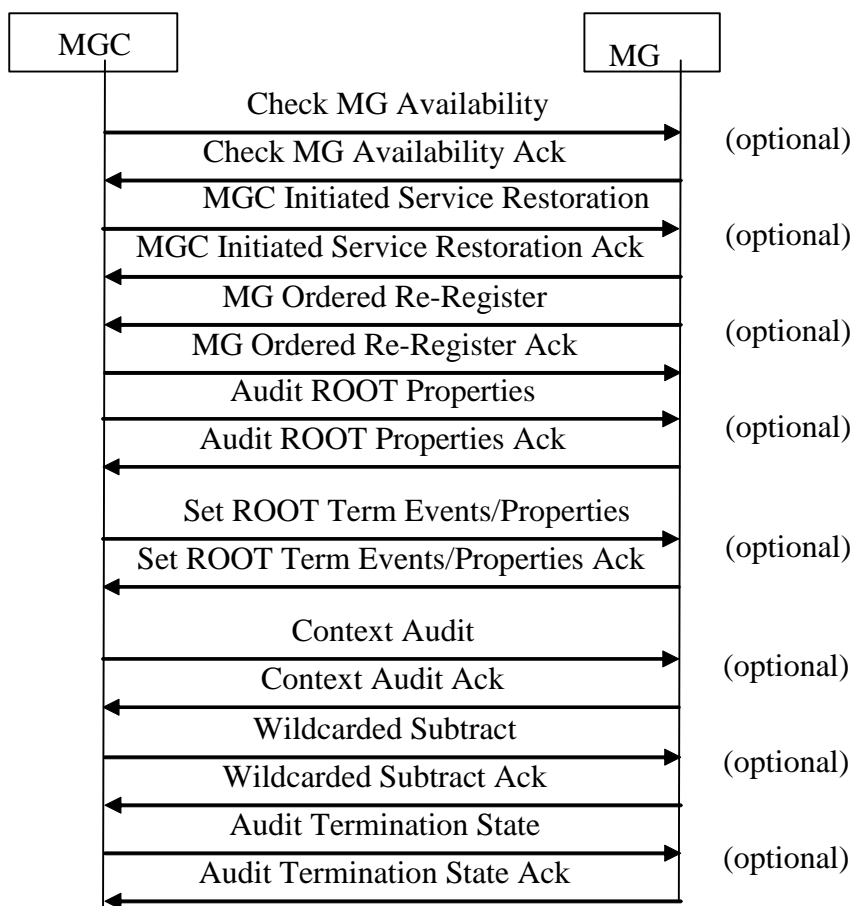 MGC
MG
Check MG Availability
(optional)
Check MG Availability Ack
MGC Initiated Service Restoration
(optional)
MGC Initiated Service Restoration Ack
MG Ordered Re-Register
(optional)
MG Ordered Re-Register Ack
Audit ROOT Properties
(optional)
Audit ROOT Properties Ack
Set ROOT Term Events/Properties
(optional)
Set ROOT Term Events/Properties Ack
Context Audit
(optional)
Context Audit Ack
Wildcarded Subtract
(optional)
Wildcarded Subtract Ack
Audit Termination State
(optional)
Audit Termination State Ack